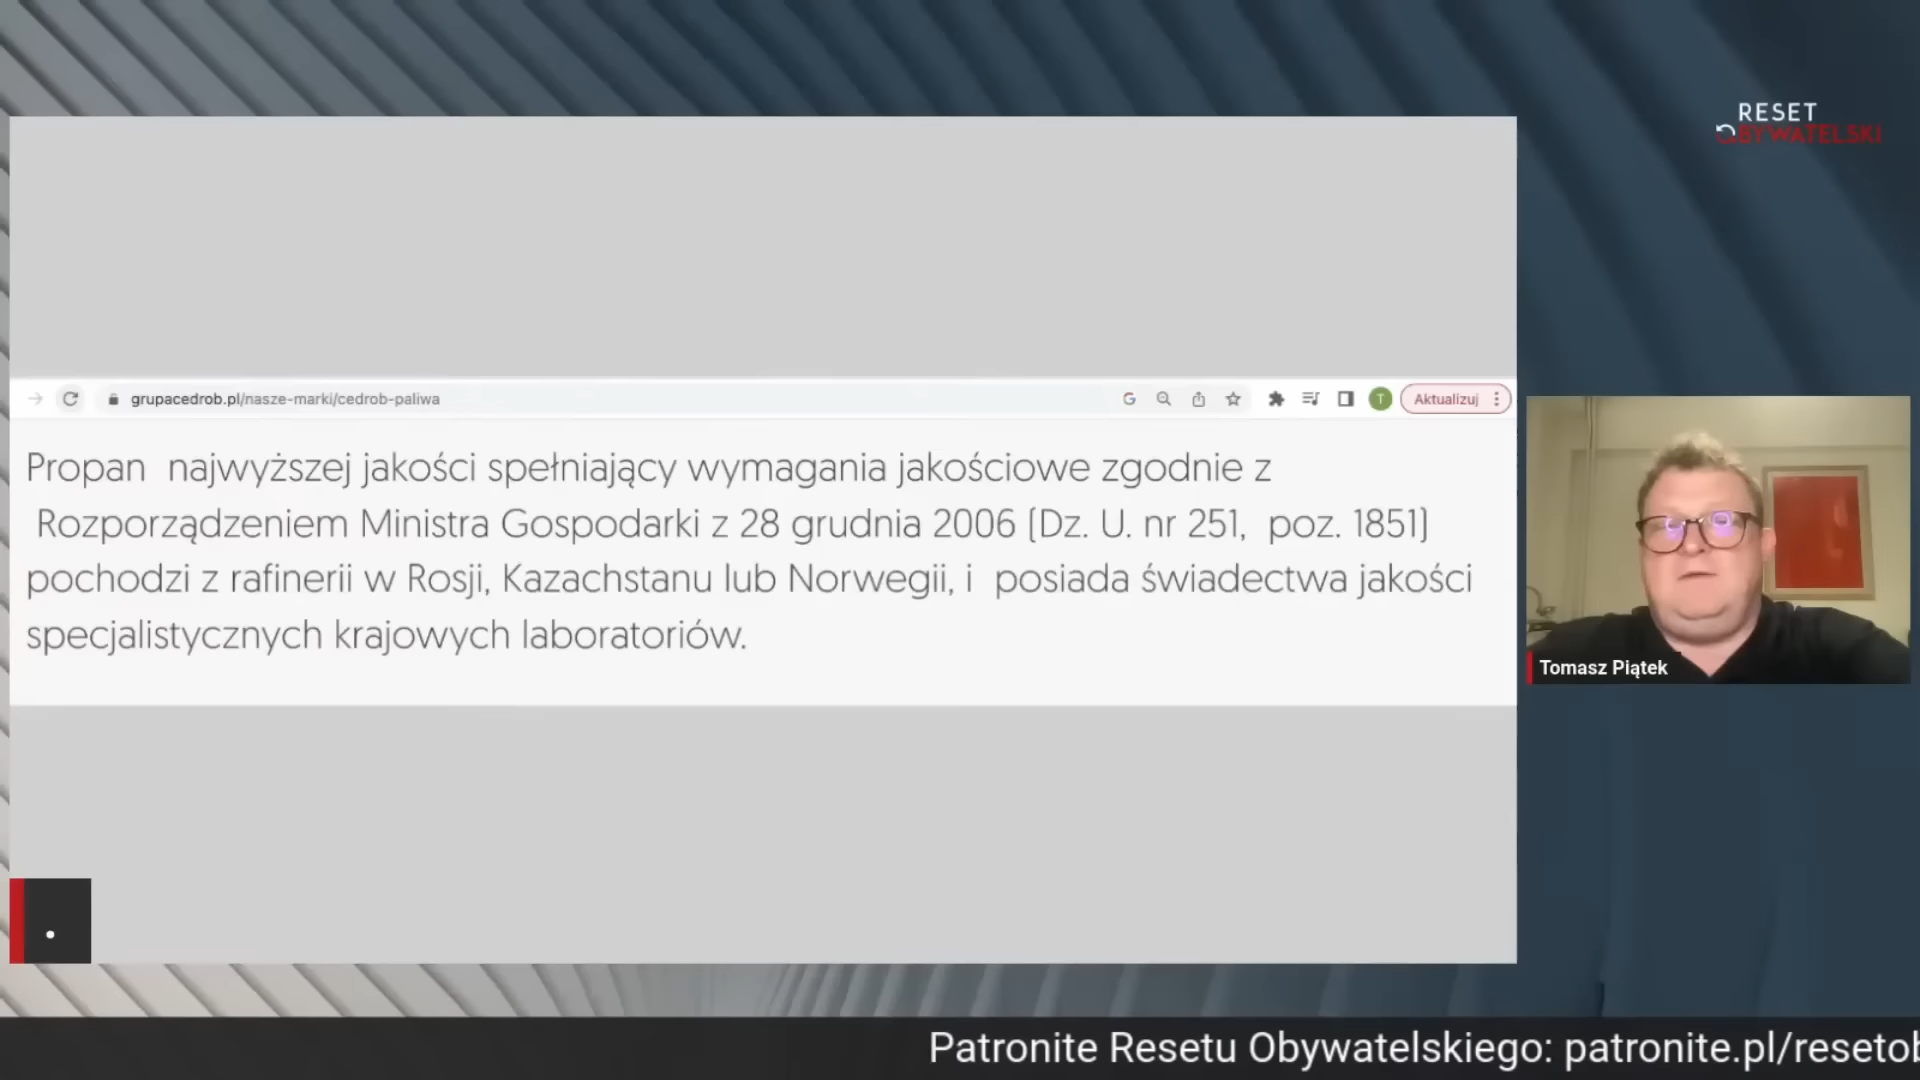 RESET
OBYWATELSKI
grupacedrob.pl/nasze-marki/cedrob-paliwa
G
T
Aktualizuj
Propan najwyższej jakości spełniający wymagania jakościowe zgodnie z
Rozporządzeniem Ministra Gospodarki z 28 grudnia 2006 (Dz. U. nr 251, poz. 1851)
pochodzi z rafinerii w Rosji, Kazachstanu lub Norwegii, i posiada świadectwa jakości
specjalistycznych krajowych laboratoriów.
Tomasz Piątek
.
Patronite Resetu Obywatelskiego: patronite.pl/resetob